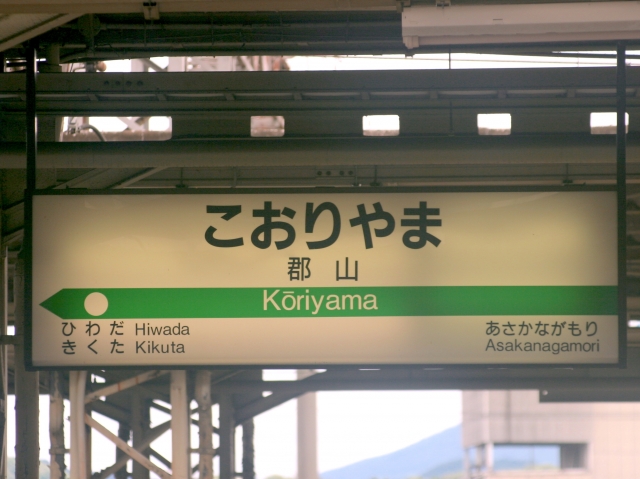 こおりやま
郡山
Kōriyama
ひわだ Hiwada
きくた Kikuta
あさかながもり
Asakanagamori